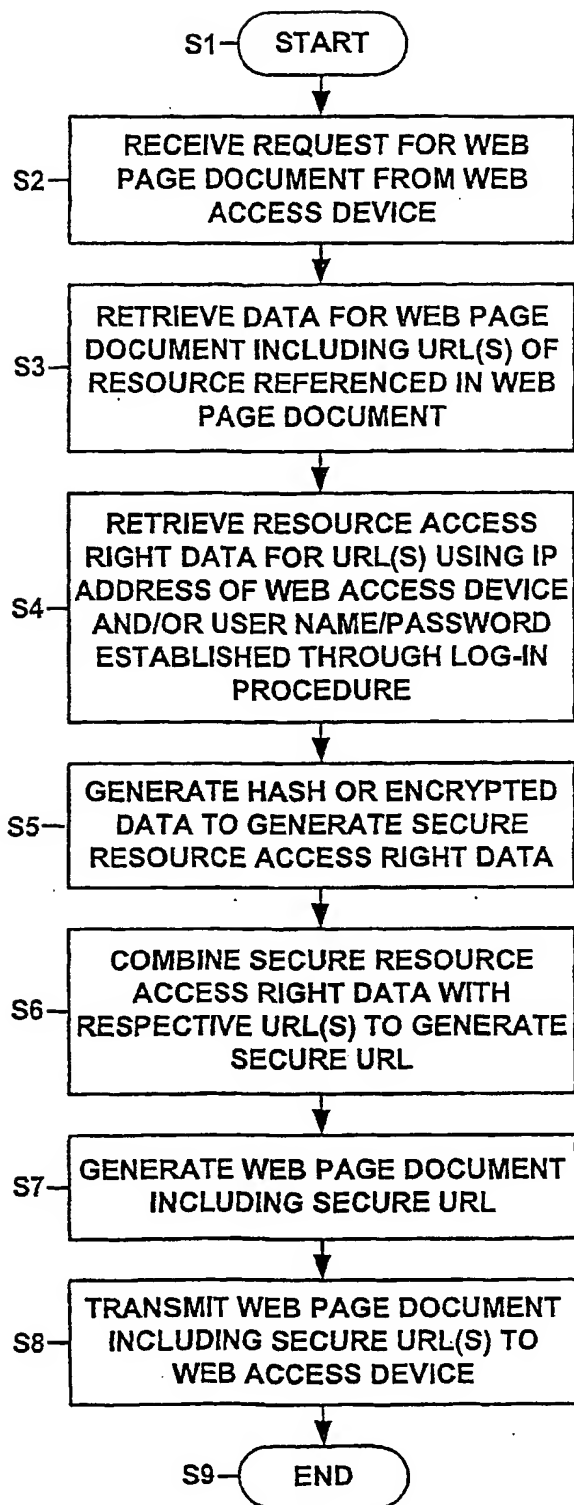 S1
START
S2
RECEIVE REQUEST FOR WEB
PAGE DOCUMENT FROM WEB
ACCESS DEVICE
S3
RETRIEVE DATA FOR WEB PAGE
DOCUMENT INCLUDING URL(S) OF
RESOURCE REFERENCED IN WEB
PAGE DOCUMENT
S4
RETRIEVE RESOURCE ACCESS
RIGHT DATA FOR URL(S) USING IP
ADDRESS OF WEB ACCESS DEVICE
AND/OR USER NAME/PASSWORD
ESTABLISHED THROUGH LOG-IN
PROCEDURE
S5
GENERATE HASH OR ENCRYPTED
DATA TO GENERATE SECURE
RESOURCE ACCESS RIGHT DATA
S6
COMBINE SECURE RESOURCE
ACCESS RIGHT DATA WITH
RESPECTIVE URL(S) TO GENERATE
SECURE URL
S7
GENERATE WEB PAGE DOCUMENT
INCLUDING SECURE URL
S8
TRANSMIT WEB PAGE DOCUMENT
INCLUDING SECURE URL(S) TO
WEB ACCESS DEVICE
S9
END